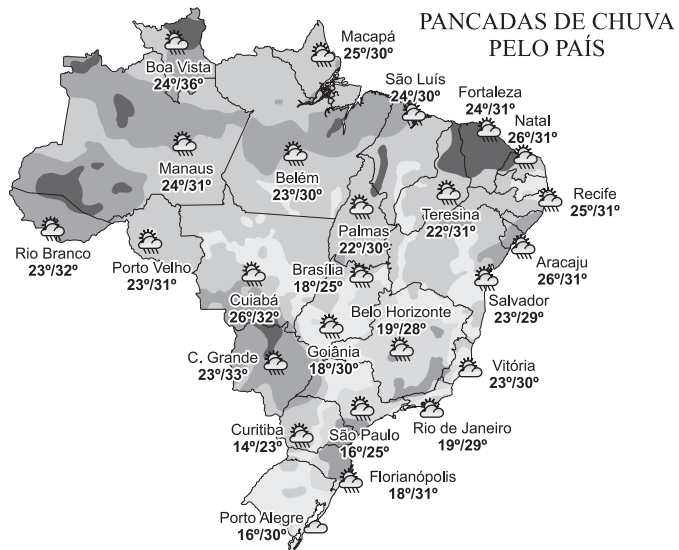 PANCADAS DE CHUVA
PELO PAÍS
Macapá
25º/30º
Boa Vista
24º/36º
São Luís
24º/30º
Fortaleza
24º/31º
Natal
26º/31º
Manaus
24º/31º
Belém
23º/30º
Teresina
22º/31º
Recife
25º/31º
Palmas
22º/30º
Rio Branco
23º/32º
Porto Velho
23º/31º
Aracaju
26º/31º
Brasília
18º/25º
Cuiabá
26º/32º
Salvador
23º/29º
Belo Horizonte
19º/28º
C. Grande
23º/33º
Goiânia
18º/30º
Vitória
23º/30º
Curitiba
14º/23º
São Paulo
16º/25º
Rio de Janeiro
19º/29º
Florianópolis
18º/31º
Porto Alegre
16º/30º